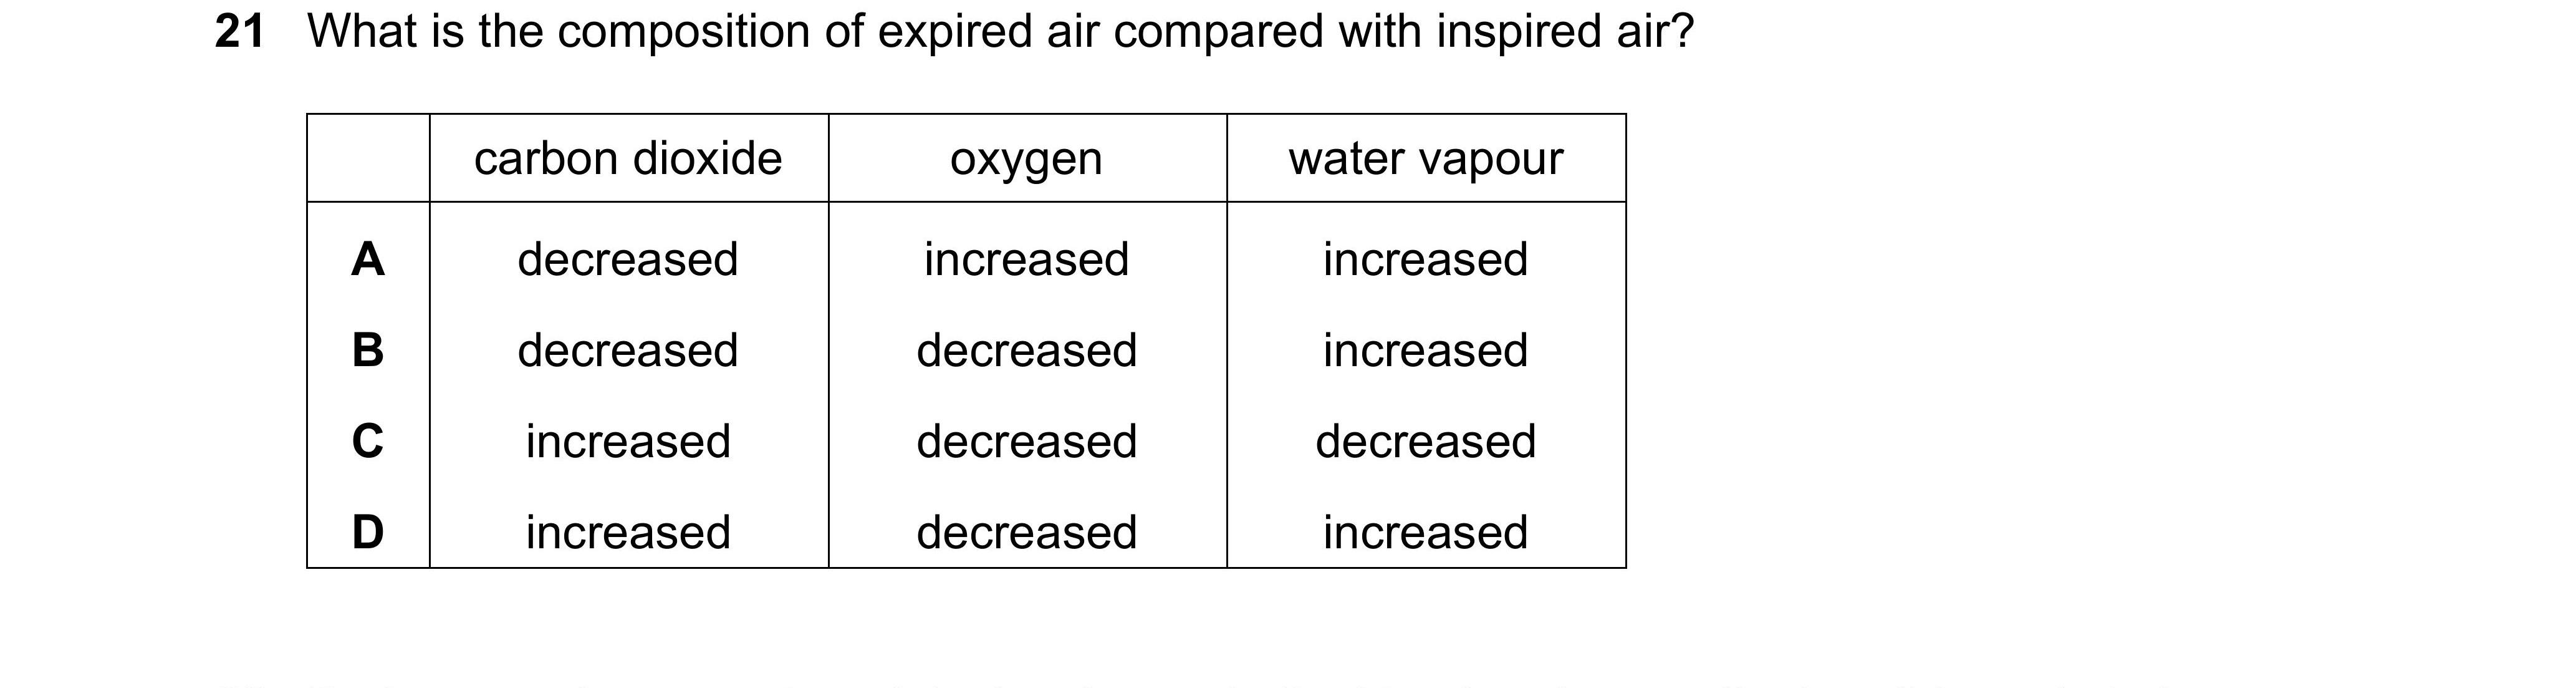 21 What is the composition of expired air compared with inspired air?
carbon dioxide oxygen water vapour
A decreased increased increased
B decreased decreased increased
C increased decreased decreased
D increased decreased increased